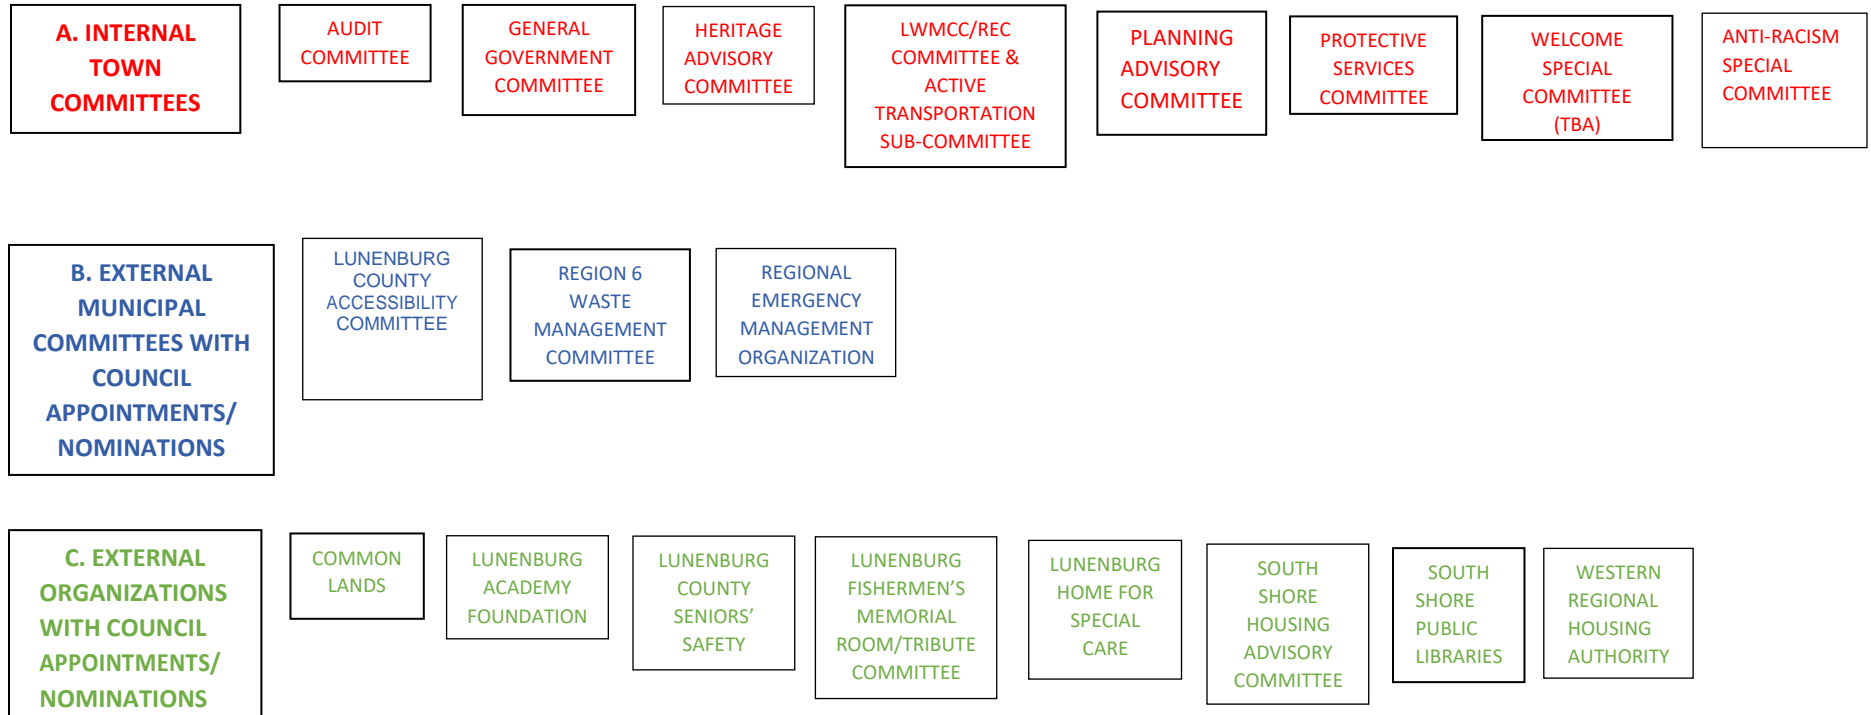 A. INTERNAL
TOWN
COMMITTEES
AUDIT
COMMITTEE
GENERAL
GOVERNMENT
COMMITTEE
HERITAGE
ADVISORY
COMMITTEE
LWMCC/REC
COMMITTEE &
ACTIVE
TRANSPORTATION
SUB-COMMITTEE
PLANNING
ADVISORY
COMMITTEE
PROTECTIVE
SERVICES
COMMITTEE
WELCOME
SPECIAL
COMMITTEE
(TBA)
ANTI-RACISM
SPECIAL
COMMITTEE
B. EXTERNAL
MUNICIPAL
COMMITTEES WITH
COUNCIL
APPOINTMENTS/
NOMINATIONS
LUNENBURG
COUNTY
ACCESSIBILITY
COMMITTEE
REGION 6
WASTE
MANAGEMENT
COMMITTEE
REGIONAL
EMERGENCY
MANAGEMENT
ORGANIZATION
C. EXTERNAL
ORGANIZATIONS
WITH COUNCIL
APPOINTMENTS/
NOMINATIONS
COMMON
LANDS
LUNENBURG
ACADEMY
FOUNDATION
LUNENBURG
COUNTY
SENIORS’
SAFETY
LUNENBURG
FISHERMEN’S
MEMORIAL
ROOM/TRIBUTE
COMMITTEE
LUNENBURG
HOME FOR
SPECIAL
CARE
SOUTH
SHORE
HOUSING
ADVISORY
COMMITTEE
SOUTH
SHORE
PUBLIC
LIBRARIES
WESTERN
REGIONAL
HOUSING
AUTHORITY